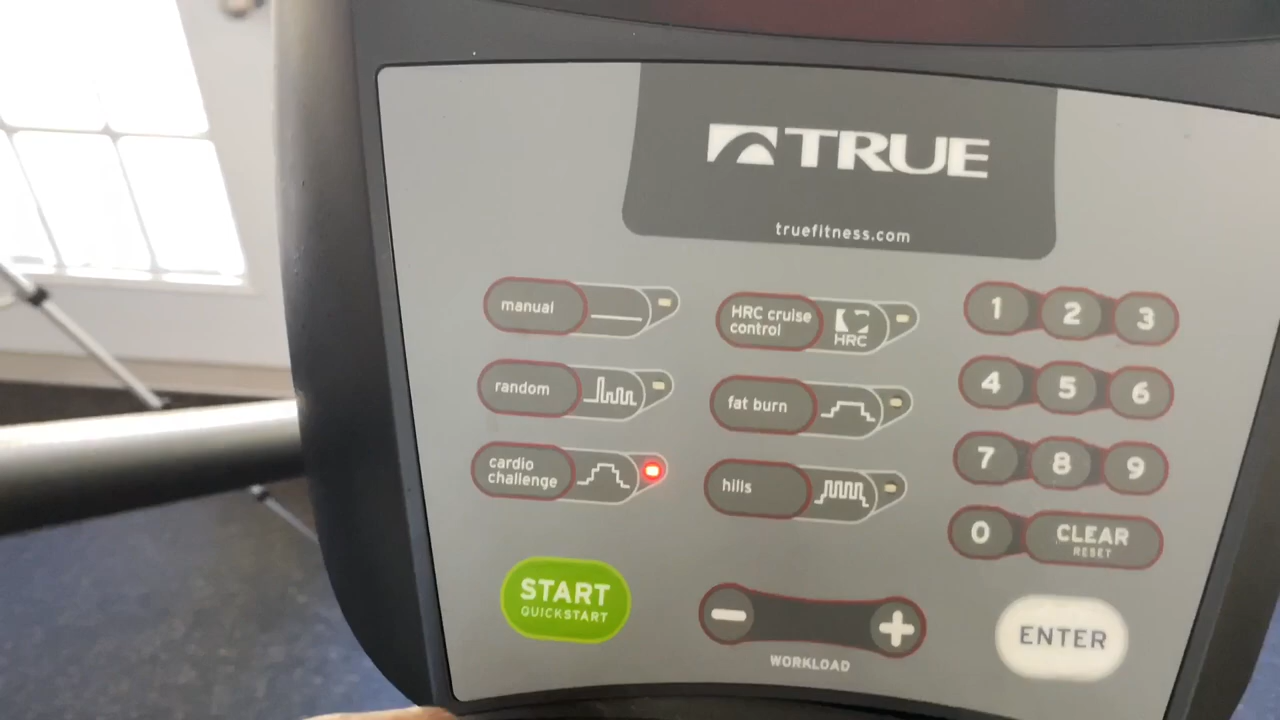 TRUE
truefitness.com
manual
random
cardio
challenge
HRC cruise
control
HRC
fat burn
hills
1 2 3
4 5 6
7 8 9
0 CLEAR
RESET
START
QUICKSTART
WORKLOAD
ENTER